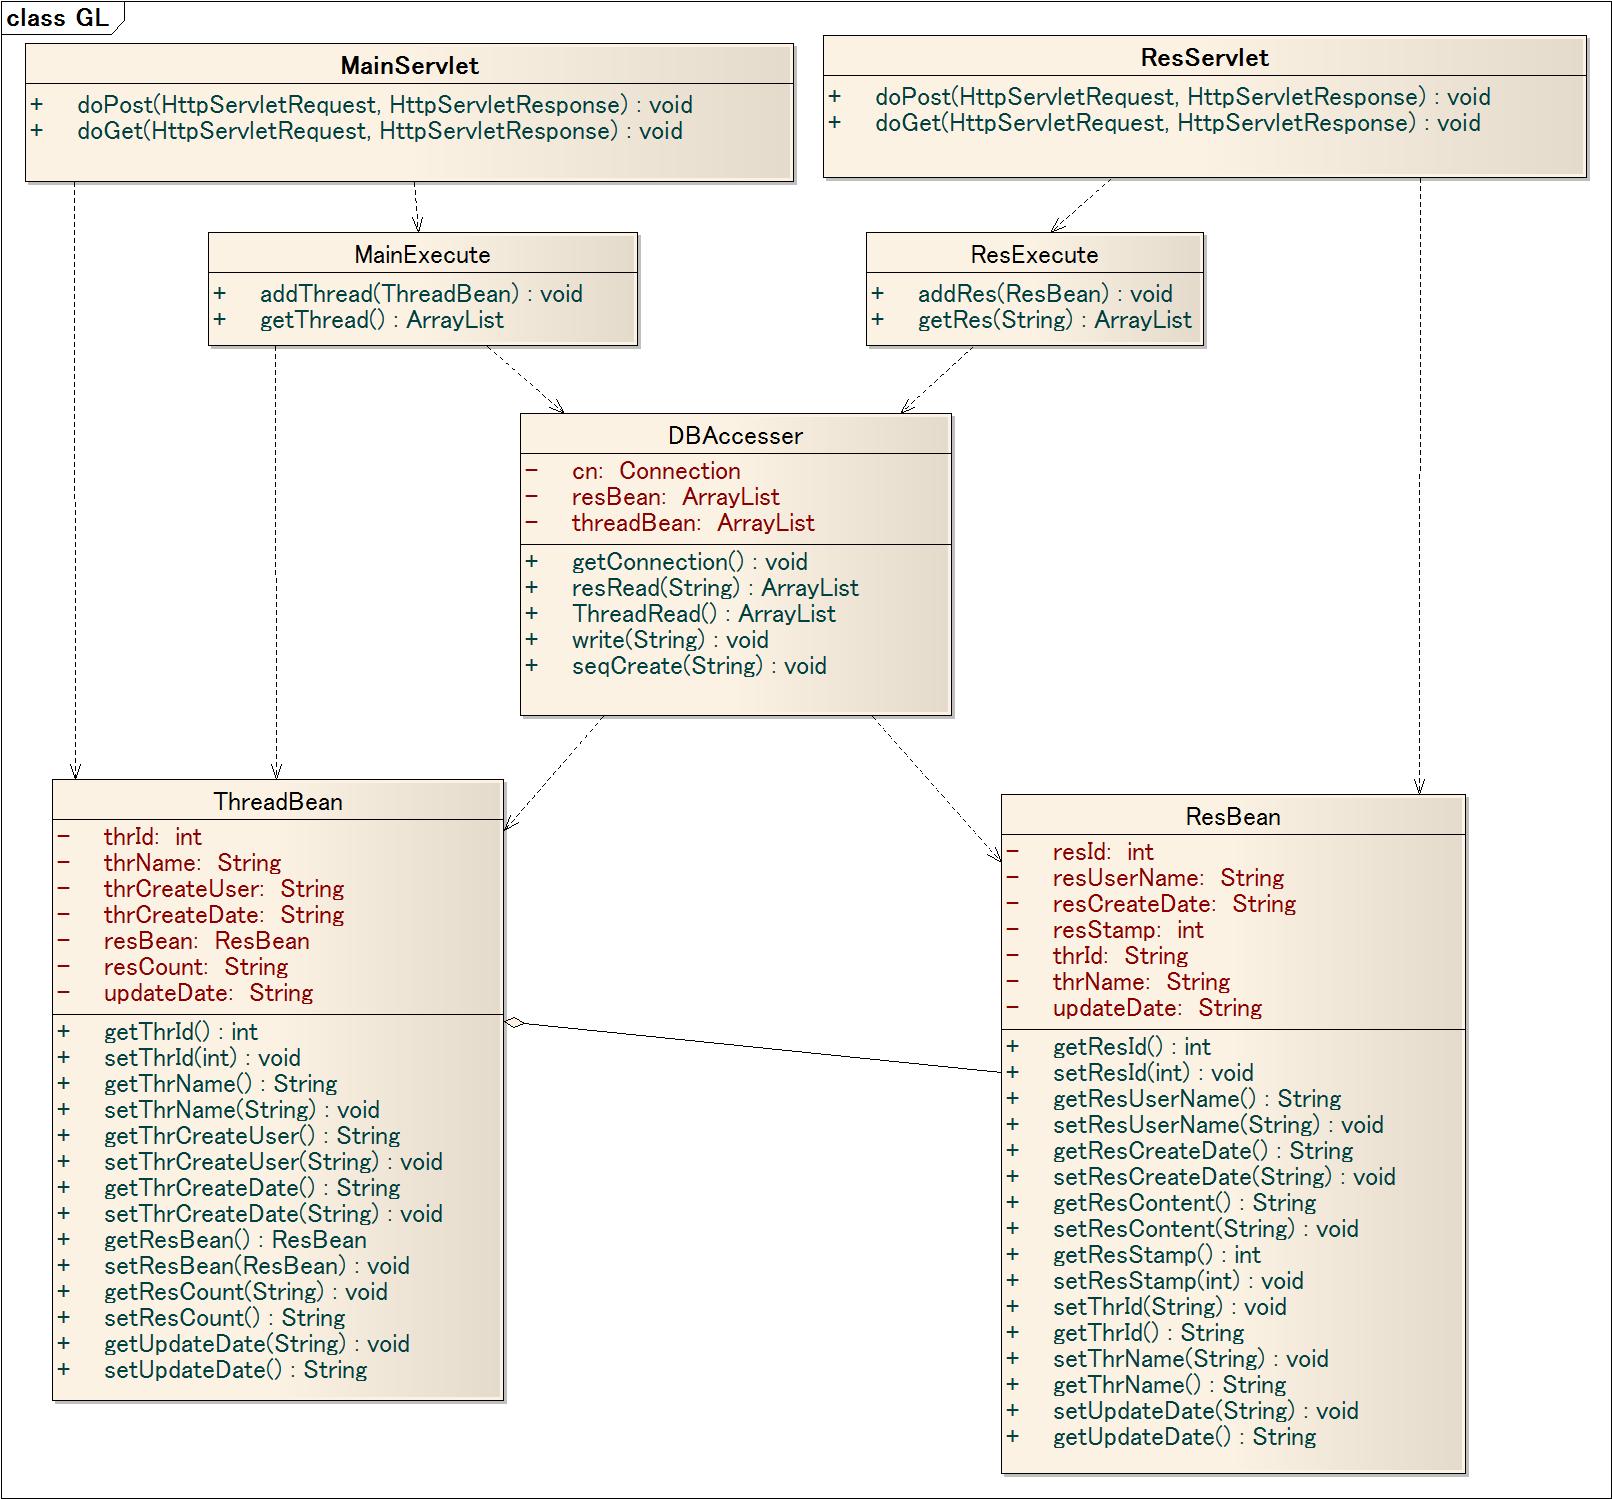 class GL
MainServlet
+ doPost(HttpServletRequest, HttpServletResponse) : void
+ doGet(HttpServletRequest, HttpServletResponse) : void
ResServlet
+ doPost(HttpServletRequest, HttpServletResponse) : void
+ doGet(HttpServletRequest, HttpServletResponse) : void
MainExecute
+ addThread(ThreadBean) : void
+ getThread() : ArrayList
ResExecute
+ addRes(ResBean) : void
+ getRes(String) : ArrayList
DBAccesser
- cn: Connection
- resBean: ArrayList
- threadBean: ArrayList
+ getConnection() : void
+ resRead(String) : ArrayList
+ ThreadRead() : ArrayList
+ write(String) : void
+ seqCreate(String) : void
ThreadBean
- thrId: int
- thrName: String
- thrCreateUser: String
- thrCreateDate: String
- resBean: ResBean
- resCount: String
- updateDate: String
+ getThrId() : int
+ setThrId(int) : void
+ getThrName() : String
+ setThrName(String) : void
+ getThrCreateUser() : String
+ setThrCreateUser(String) : void
+ getThrCreateDate() : String
+ setThrCreateDate(String) : void
+ getResBean() : ResBean
+ setResBean(ResBean) : void
+ getResCount(String) : void
+ setResCount() : String
+ getUpdateDate(String) : void
+ setUpdateDate() : String
ResBean
- resId: int
- resUserName: String
- resCreateDate: String
- resStamp: int
- thrId: String
- thrName: String
- updateDate: String
+ getResId() : int
+ setResId(int) : void
+ getResUserName() : String
+ setResUserName(String) : void
+ getResCreateDate() : String
+ setResCreateDate(String) : void
+ getResContent() : String
+ setResContent(String) : void
+ getResStamp() : int
+ setResStamp(int) : void
+ setThrId(String) : void
+ getThrId() : String
+ setThrName(String) : void
+ getThrName() : String
+ setUpdateDate(String) : void
+ getUpdateDate() : String